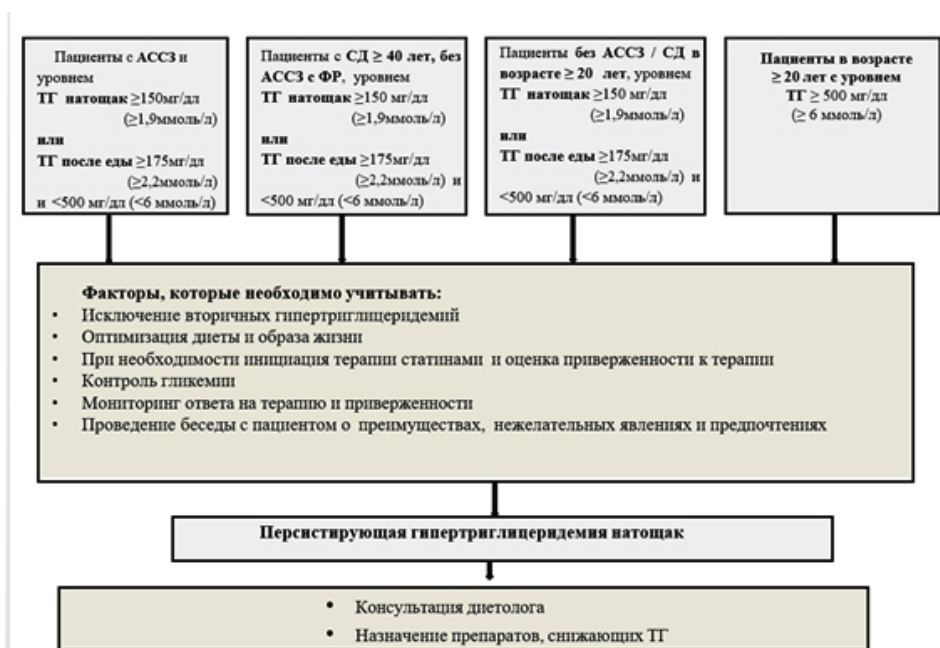 Пациенты с АССЗ и
уровнем
ТГ натощак ≥150мг/дл
(≥1,9ммоль/л)
или
ТГ после еды ≥175мг/дл
(≥2,2ммоль/л)
и <500 мг/дл (<6 ммоль/л)
Пациенты с СД ≥ 40 лет, без
АССЗ с ФР, уровнем
ТГ натощак ≥150 мг/дл
(≥1,9ммоль/л)
или
ТГ после еды ≥175мг/дл
(≥2,2ммоль/л) и
<500 мг/дл (<6 ммоль/л)
Пациенты без АССЗ / СД в
возрасте ≥ 20 лет, уровнем
ТГ натощак ≥150 мг/дл
(≥1,9ммоль/л)
или
ТГ после еды ≥175мг/дл
(≥2,2ммоль/л) и
<500 мг/дл (<6 ммоль/л)
Пациенты в возрасте
≥ 20 лет с уровнем
ТГ ≥ 500 мг/дл
(≥ 6 ммоль/л)
Факторы, которые необходимо учитывать:
• Исключение вторичных гипертриглицеридемий
• Оптимизация диеты и образа жизни
• При необходимости инициация терапии статинами и оценка приверженности к терапии
• Контроль гликемии
• Мониторинг ответа на терапию и приверженности
• Проведение беседы с пациентом о преимуществах, нежелательных явлениях и предпочтениях
Персистирующая гипертриглицеридемия натощак
• Консультация диетолога
• Назначение препаратов, снижающих ТГ